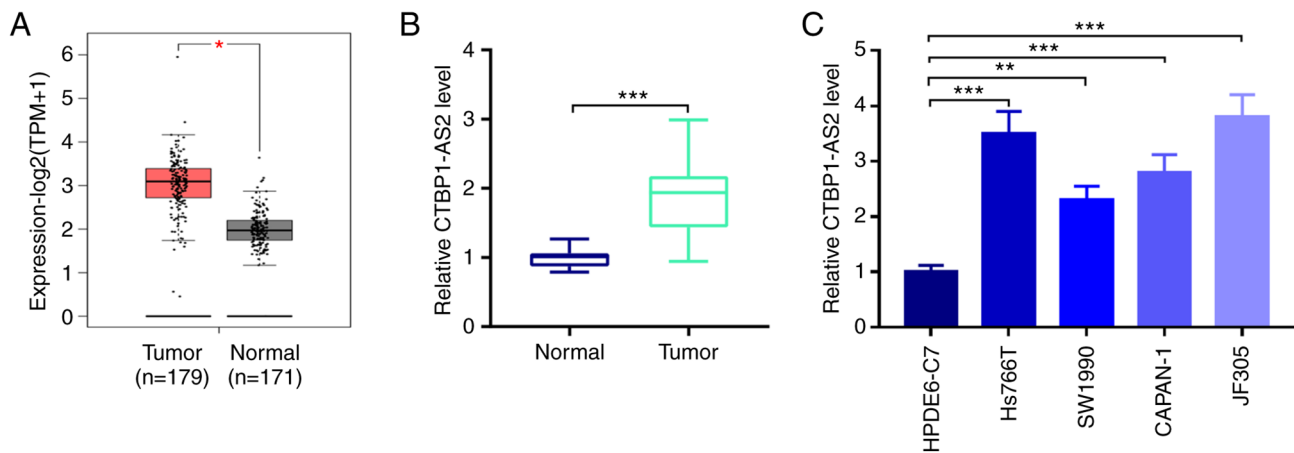 A
Expression-log2(TPM+1)
6
5
4
3
2
1
0
*
Tumor
(n=179)
Normal
(n=171)
B
Relative CTBP1-AS2 level
4
3
2
1
0
***
Normal
Tumor
C
Relative CTBP1-AS2 level
5
4
3
2
1
0
***
***
**
***
HPDE6-C7
Hs766T
SW1990
CAPAN-1
JF305